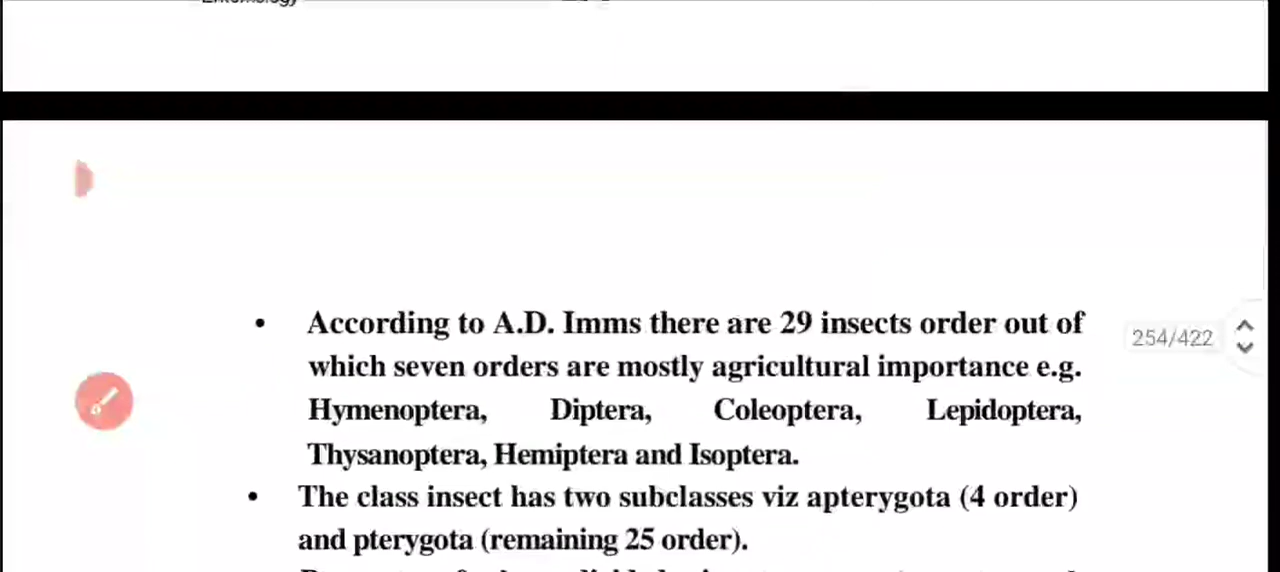 Entomology
According to A.D. Imms there are 29 insects order out of
which seven orders are mostly agricultural importance e.g.
Hymenoptera, Diptera, Coleoptera, Lepidoptera,
Thysanoptera, Hemiptera and Isoptera.
The class insect has two subclasses viz apterygota (4 order)
and pterygota (remaining 25 order).
254/422